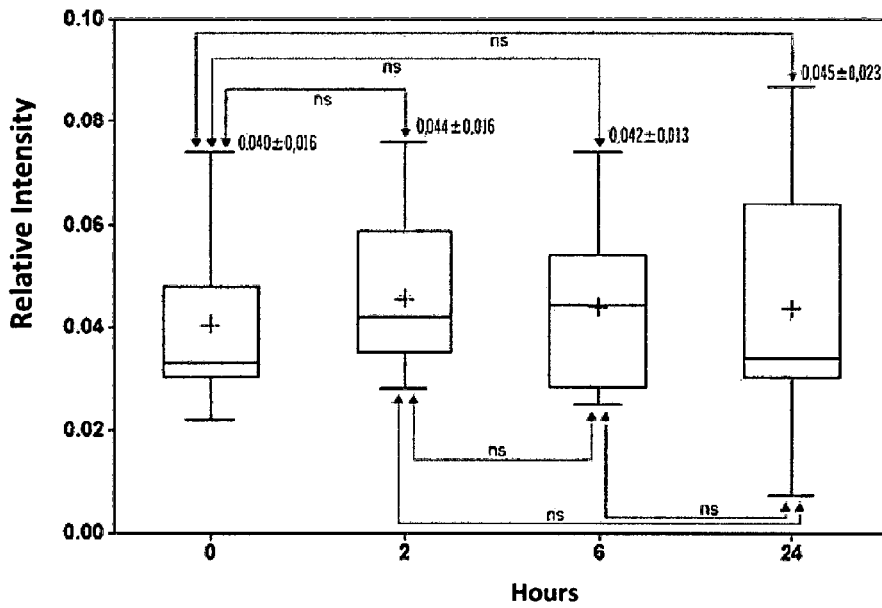 0.10
ns
0,045±0,023
ns
0.08
ns
0,040±0,016
0,044±0,016
0,042±0,013
0.06
Relative Intensity
0.04
0.02
ns
ns
ns
0.00
0
2
6
24
Hours